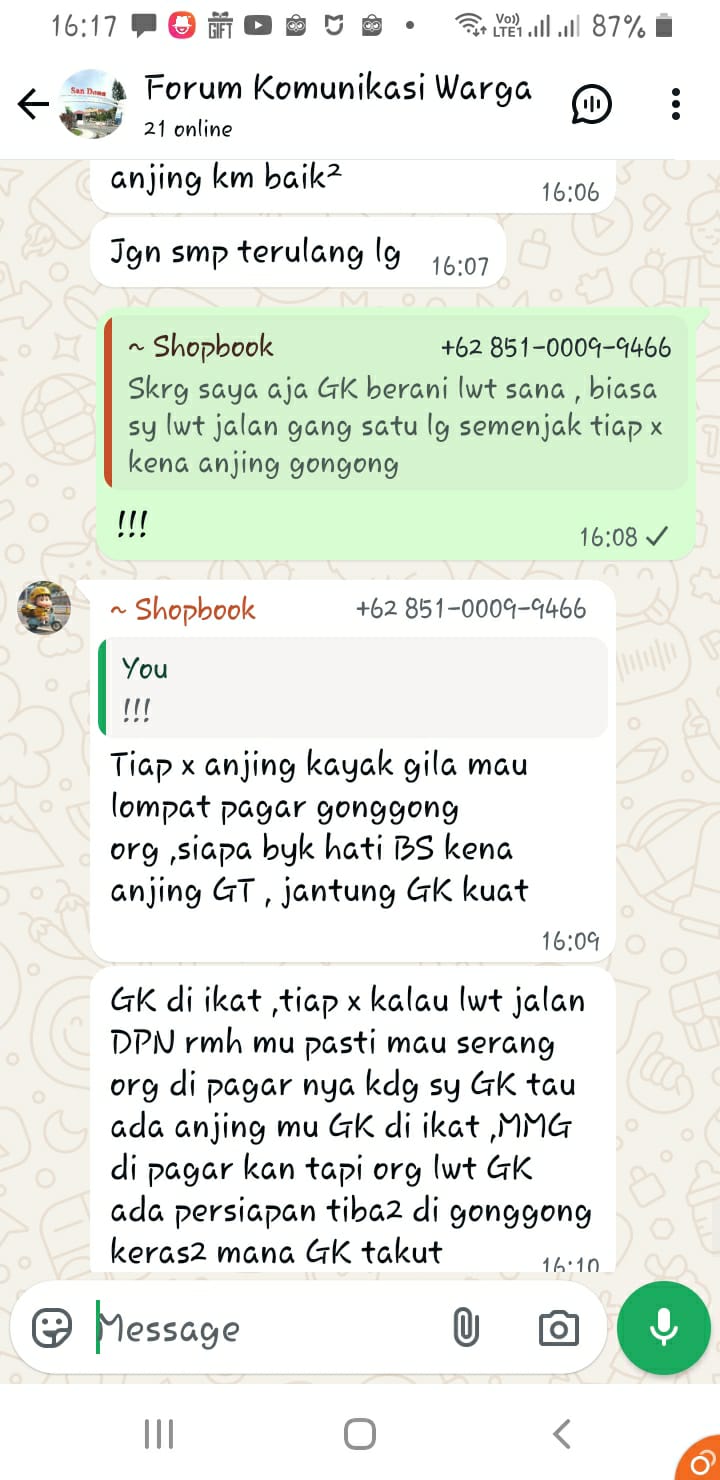 16:17
GIFT
Vo))
LTE1
87%
San Dona
Forum Komunikasi Warga
21 online
anjing km baik²
16:06
Jgn smp terulang lg
16:07
~ Shopbook +62 851-0009-9466
Skrg saya aja GK berani lwt sana , biasa
sy lwt jalan gang satu lg semenjak tiap x
kena anjing gongong
!!!
16:08
~ Shopbook +62 851-0009-9466
You
!!!
Tiap x anjing kayak gila mau
lompat pagar gonggong
org ,siapa byk hati BS kena
anjing GT , jantung GK kuat
16:09
GK di ikat ,tiap x kalau lwt jalan
DPN rmh mu pasti mau serang
org di pagar nya kdg sy GK tau
ada anjing mu GK di ikat ,MMG
di pagar kan tapi org lwt GK
ada persiapan tiba2 di gonggong
keras2 mana GK takut
16:10
Message